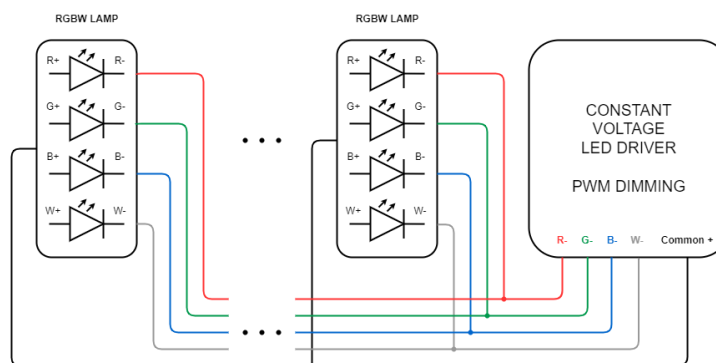 RGBW LAMP
R+ R-
G+ G-
B+ B-
W+ W-
RGBW LAMP
R+ R-
G+ G-
B+ B-
W+ W-
CONSTANT
VOLTAGE
LED DRIVER
PWM DIMMING
R- G- B- W- Common +